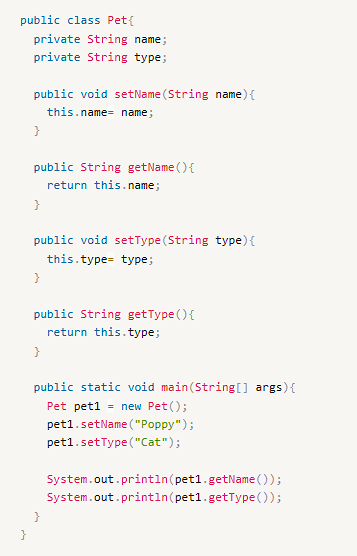 public class Pet{
  private String name;
  private String type;

  public void setName(String name){
    this.name= name;
  }

  public String getName(){
    return this.name;
  }

  public void setType(String type){
    this.type= type;
  }

  public String getType(){
    return this.type;
  }

  public static void main(String[] args){
    Pet pet1 = new Pet();
    pet1.setName("Poppy");
    pet1.setType("Cat");

    System.out.println(pet1.getName());
    System.out.println(pet1.getType());
  }
}